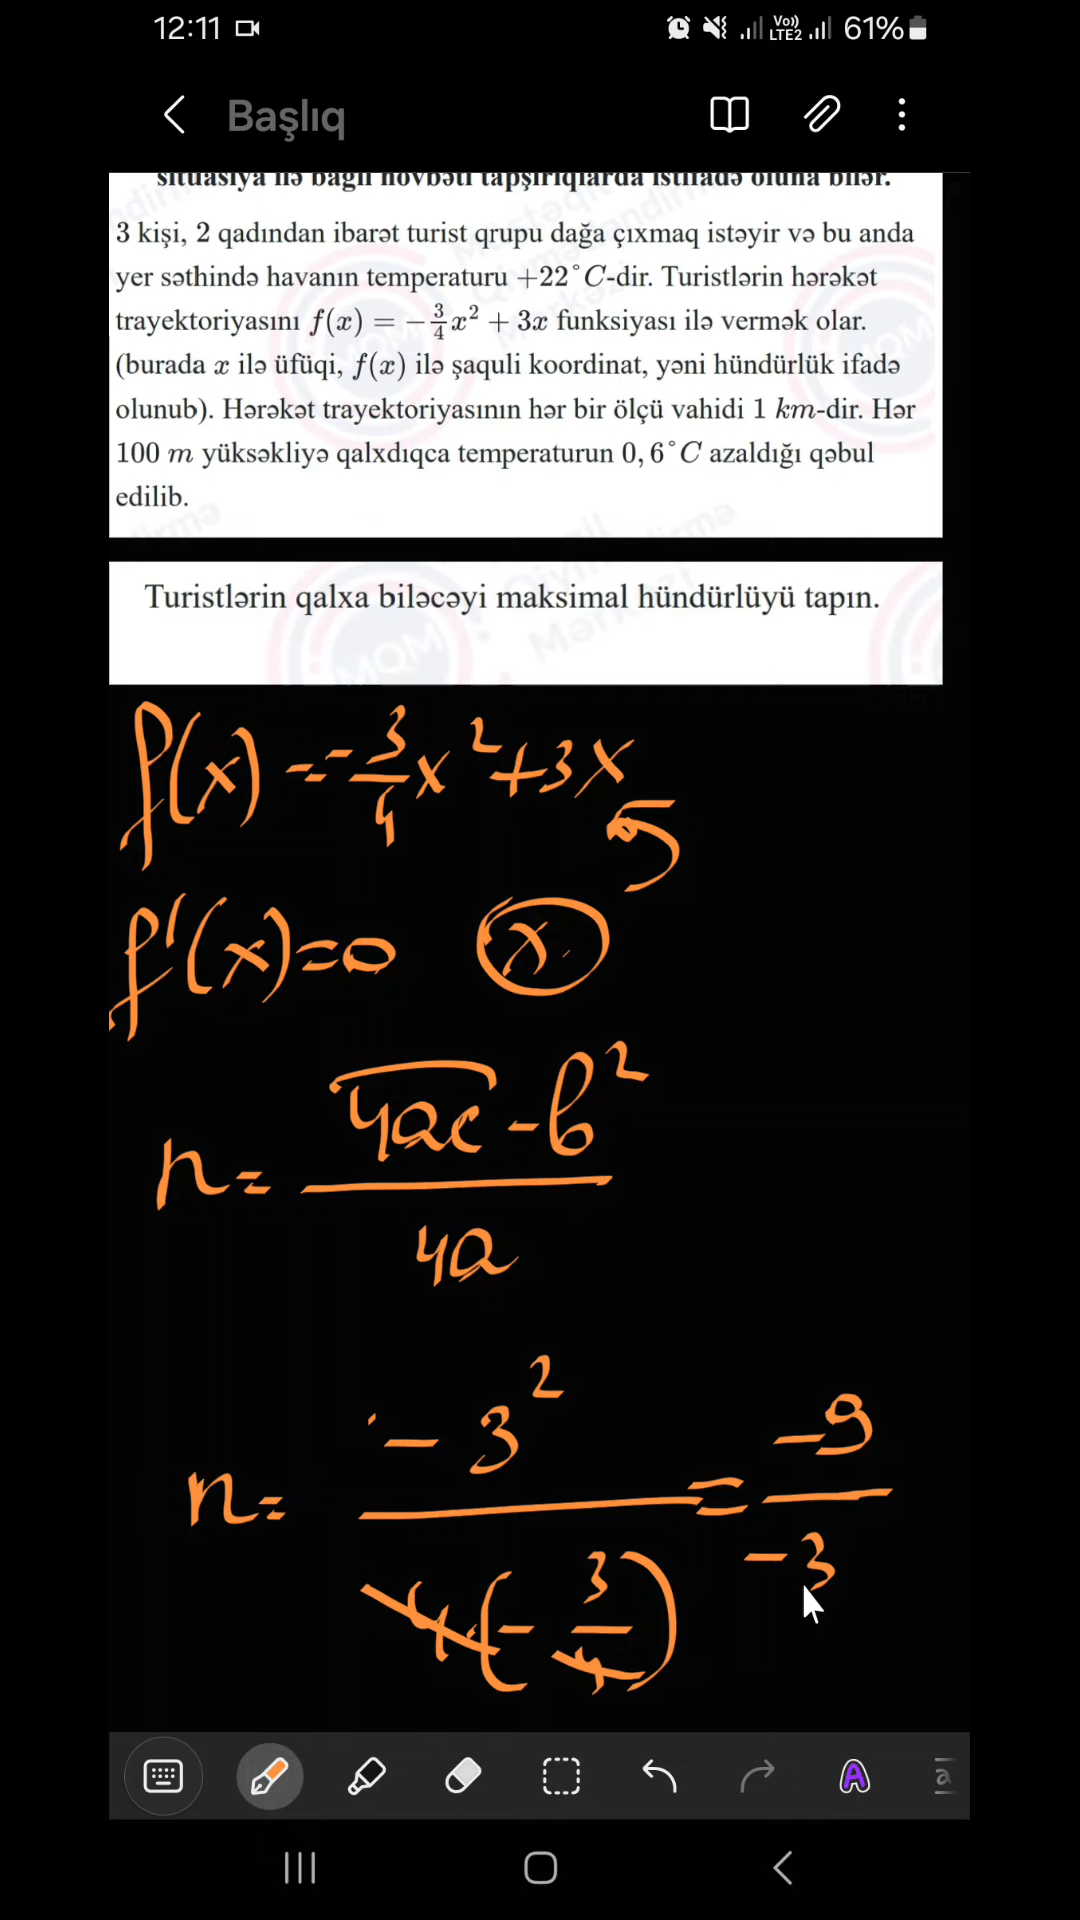 12:11 Vo)) LTE2 61%
Başlıq
situasiya ilə bağlı növbəti tapşırıqlarda istifadə oluna bilər.
3 kişi, 2 qadından ibarət turist qrupu dağa çıxmaq istəyir və bu anda
yer səthində havanın temperaturu +22°C-dir. Turistlərin hərəkət
trayektoriyasını f(x) = −3/4x² + 3x funksiyası ilə vermək olar.
(burada x ilə üfüqi, f(x) ilə şaquli koordinat, yəni hündürlük ifadə
olunub). Hərəkət trayektoriyasının hər bir ölçü vahidi 1 km-dir. Hər
100 m yüksəkliyə qalxdıqca temperaturun 0, 6°C azaldığı qəbul
edilib.
Turistlərin qalxa biləcəyi maksimal hündürlüyü tapın.
MQM
f(x) = -3/4x²+3x
f'(x)=0 x
n= 4ac-b²/4a
n= -3²/4(-3/4) = -9/-3
A a